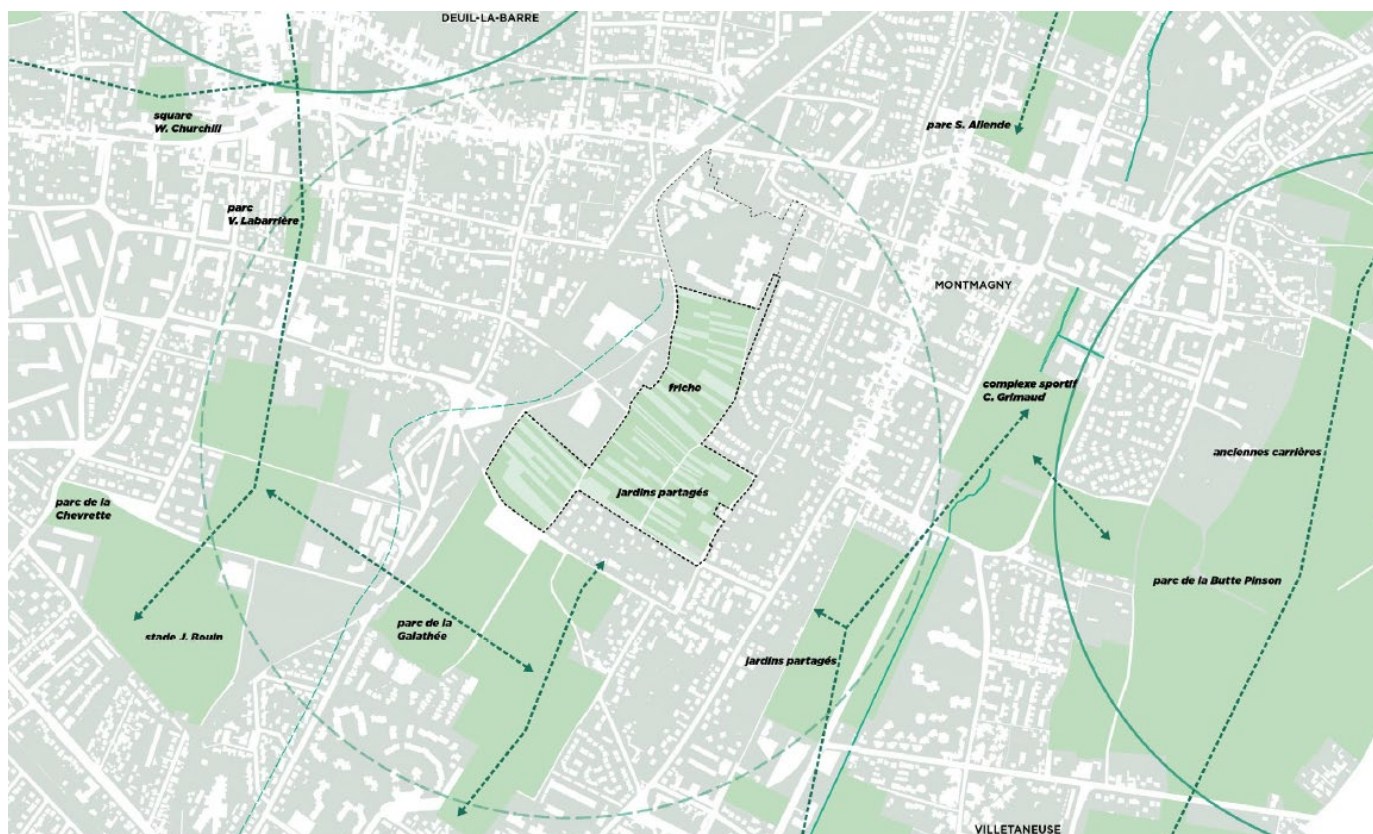 DEUIL-LA-BARRE
square
W. Churchill
parc S. Allende
parc
V. Labarrière
MONTMAGNY
friche
complexe sportif
C. Grimaud
anciennes carrières
parc de la
Chevrette
jardins partagés
parc de la Butte Pinson
parc de la
Galathée
stade J. Bouin
jardins partagés
VILLETANEUSE